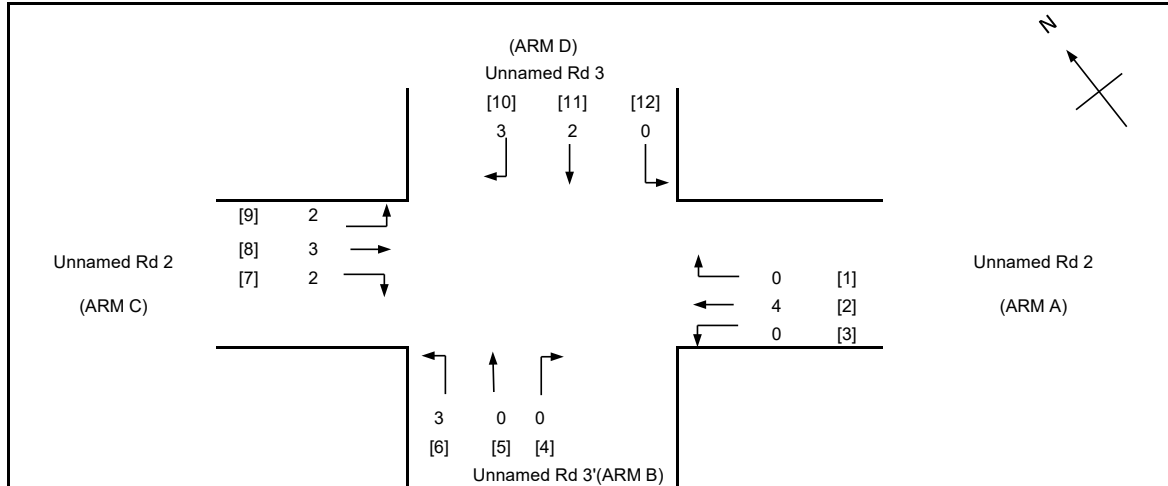 N
(ARM D)
Unnamed Rd 3
[10] [11] [12]
3 2 0
[9] 2
[8] 3
[7] 2
Unnamed Rd 2
(ARM C)
0 [1]
4 [2]
0 [3]
Unnamed Rd 2
(ARM A)
3 0 0
[6] [5] [4]
Unnamed Rd 3'(ARM B)